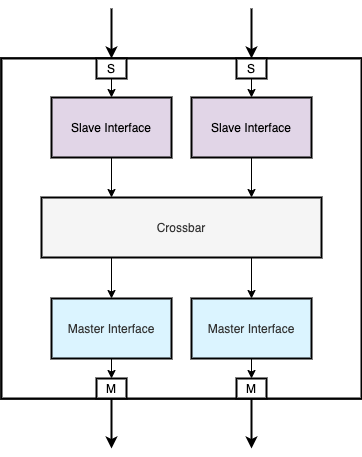 S S
Slave Interface Slave Interface
Crossbar
Master Interface Master Interface
M M